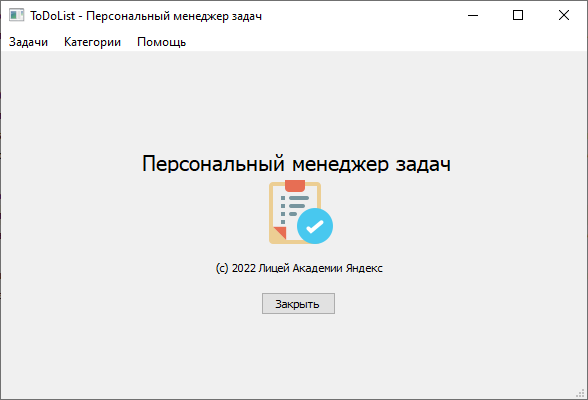 ToDoList - Персональный менеджер задач
Задачи Категории Помощь
Персональный менеджер задач
(c) 2022 Лицей Академии Яндекс
Закрыть